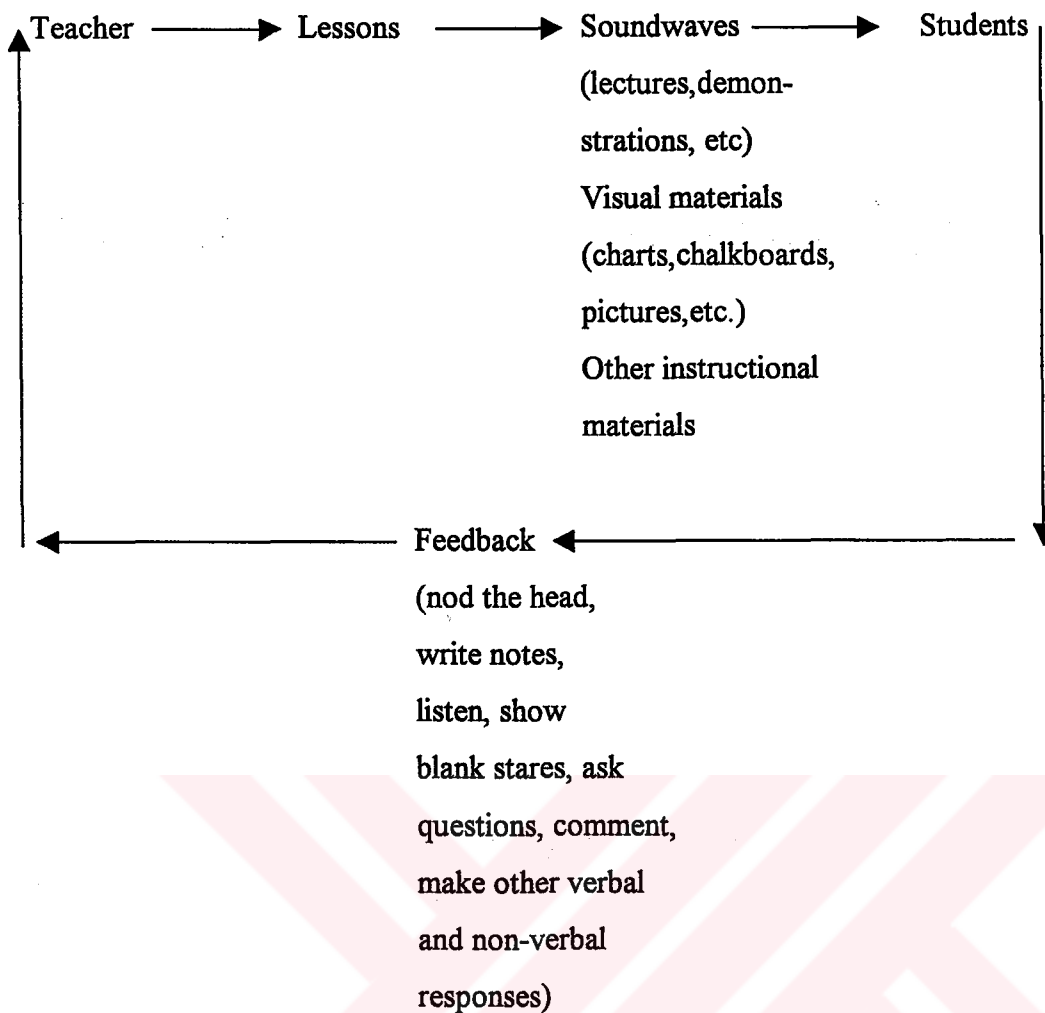 Teacher Lessons Soundwaves Students
(lectures,demon-
strations, etc)
Visual materials
(charts,chalkboards,
pictures,etc.)
Other instructional
materials
Feedback
(nod the head,
write notes,
listen, show
blank stares, ask
questions, comment,
make other verbal
and non-verbal
responses)